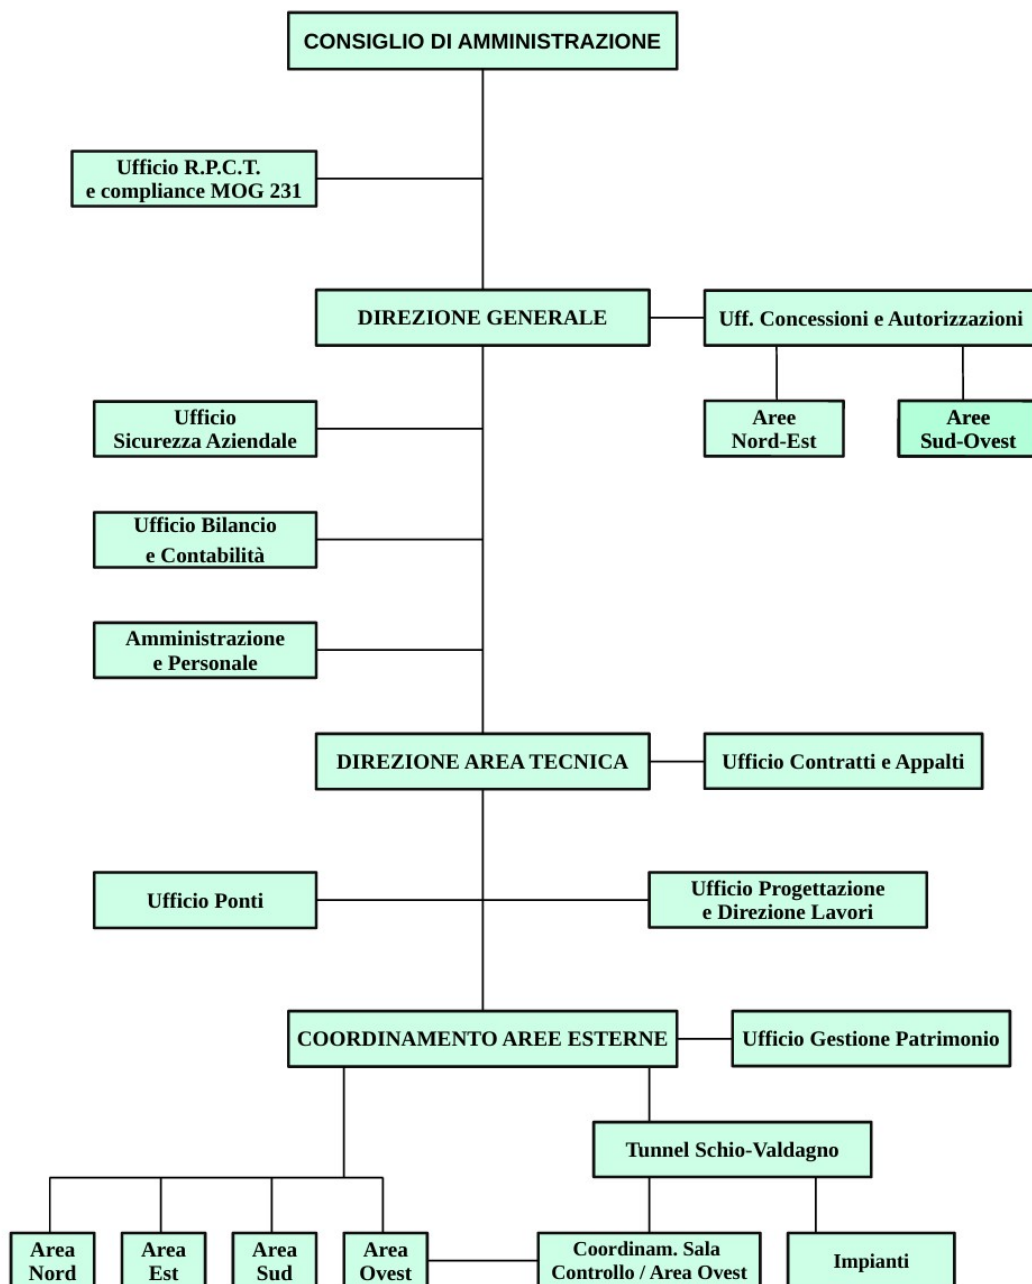 CONSIGLIO DI AMMINISTRAZIONE
Ufficio R.P.C.T.
e compliance MOG 231
DIREZIONE GENERALE
Uff. Concessioni e Autorizzazioni
Ufficio
Sicurezza Aziendale
Aree
Nord-Est
Aree
Sud-Ovest
Ufficio Bilancio
e Contabilità
Amministrazione
e Personale
DIREZIONE AREA TECNICA
Ufficio Contratti e Appalti
Ufficio Ponti
Ufficio Progettazione
e Direzione Lavori
COORDINAMENTO AREE ESTERNE
Ufficio Gestione Patrimonio
Tunnel Schio-Valdagno
Area
Nord
Area
Est
Area
Sud
Area
Ovest
Coordinam. Sala
Controllo / Area Ovest
Impianti